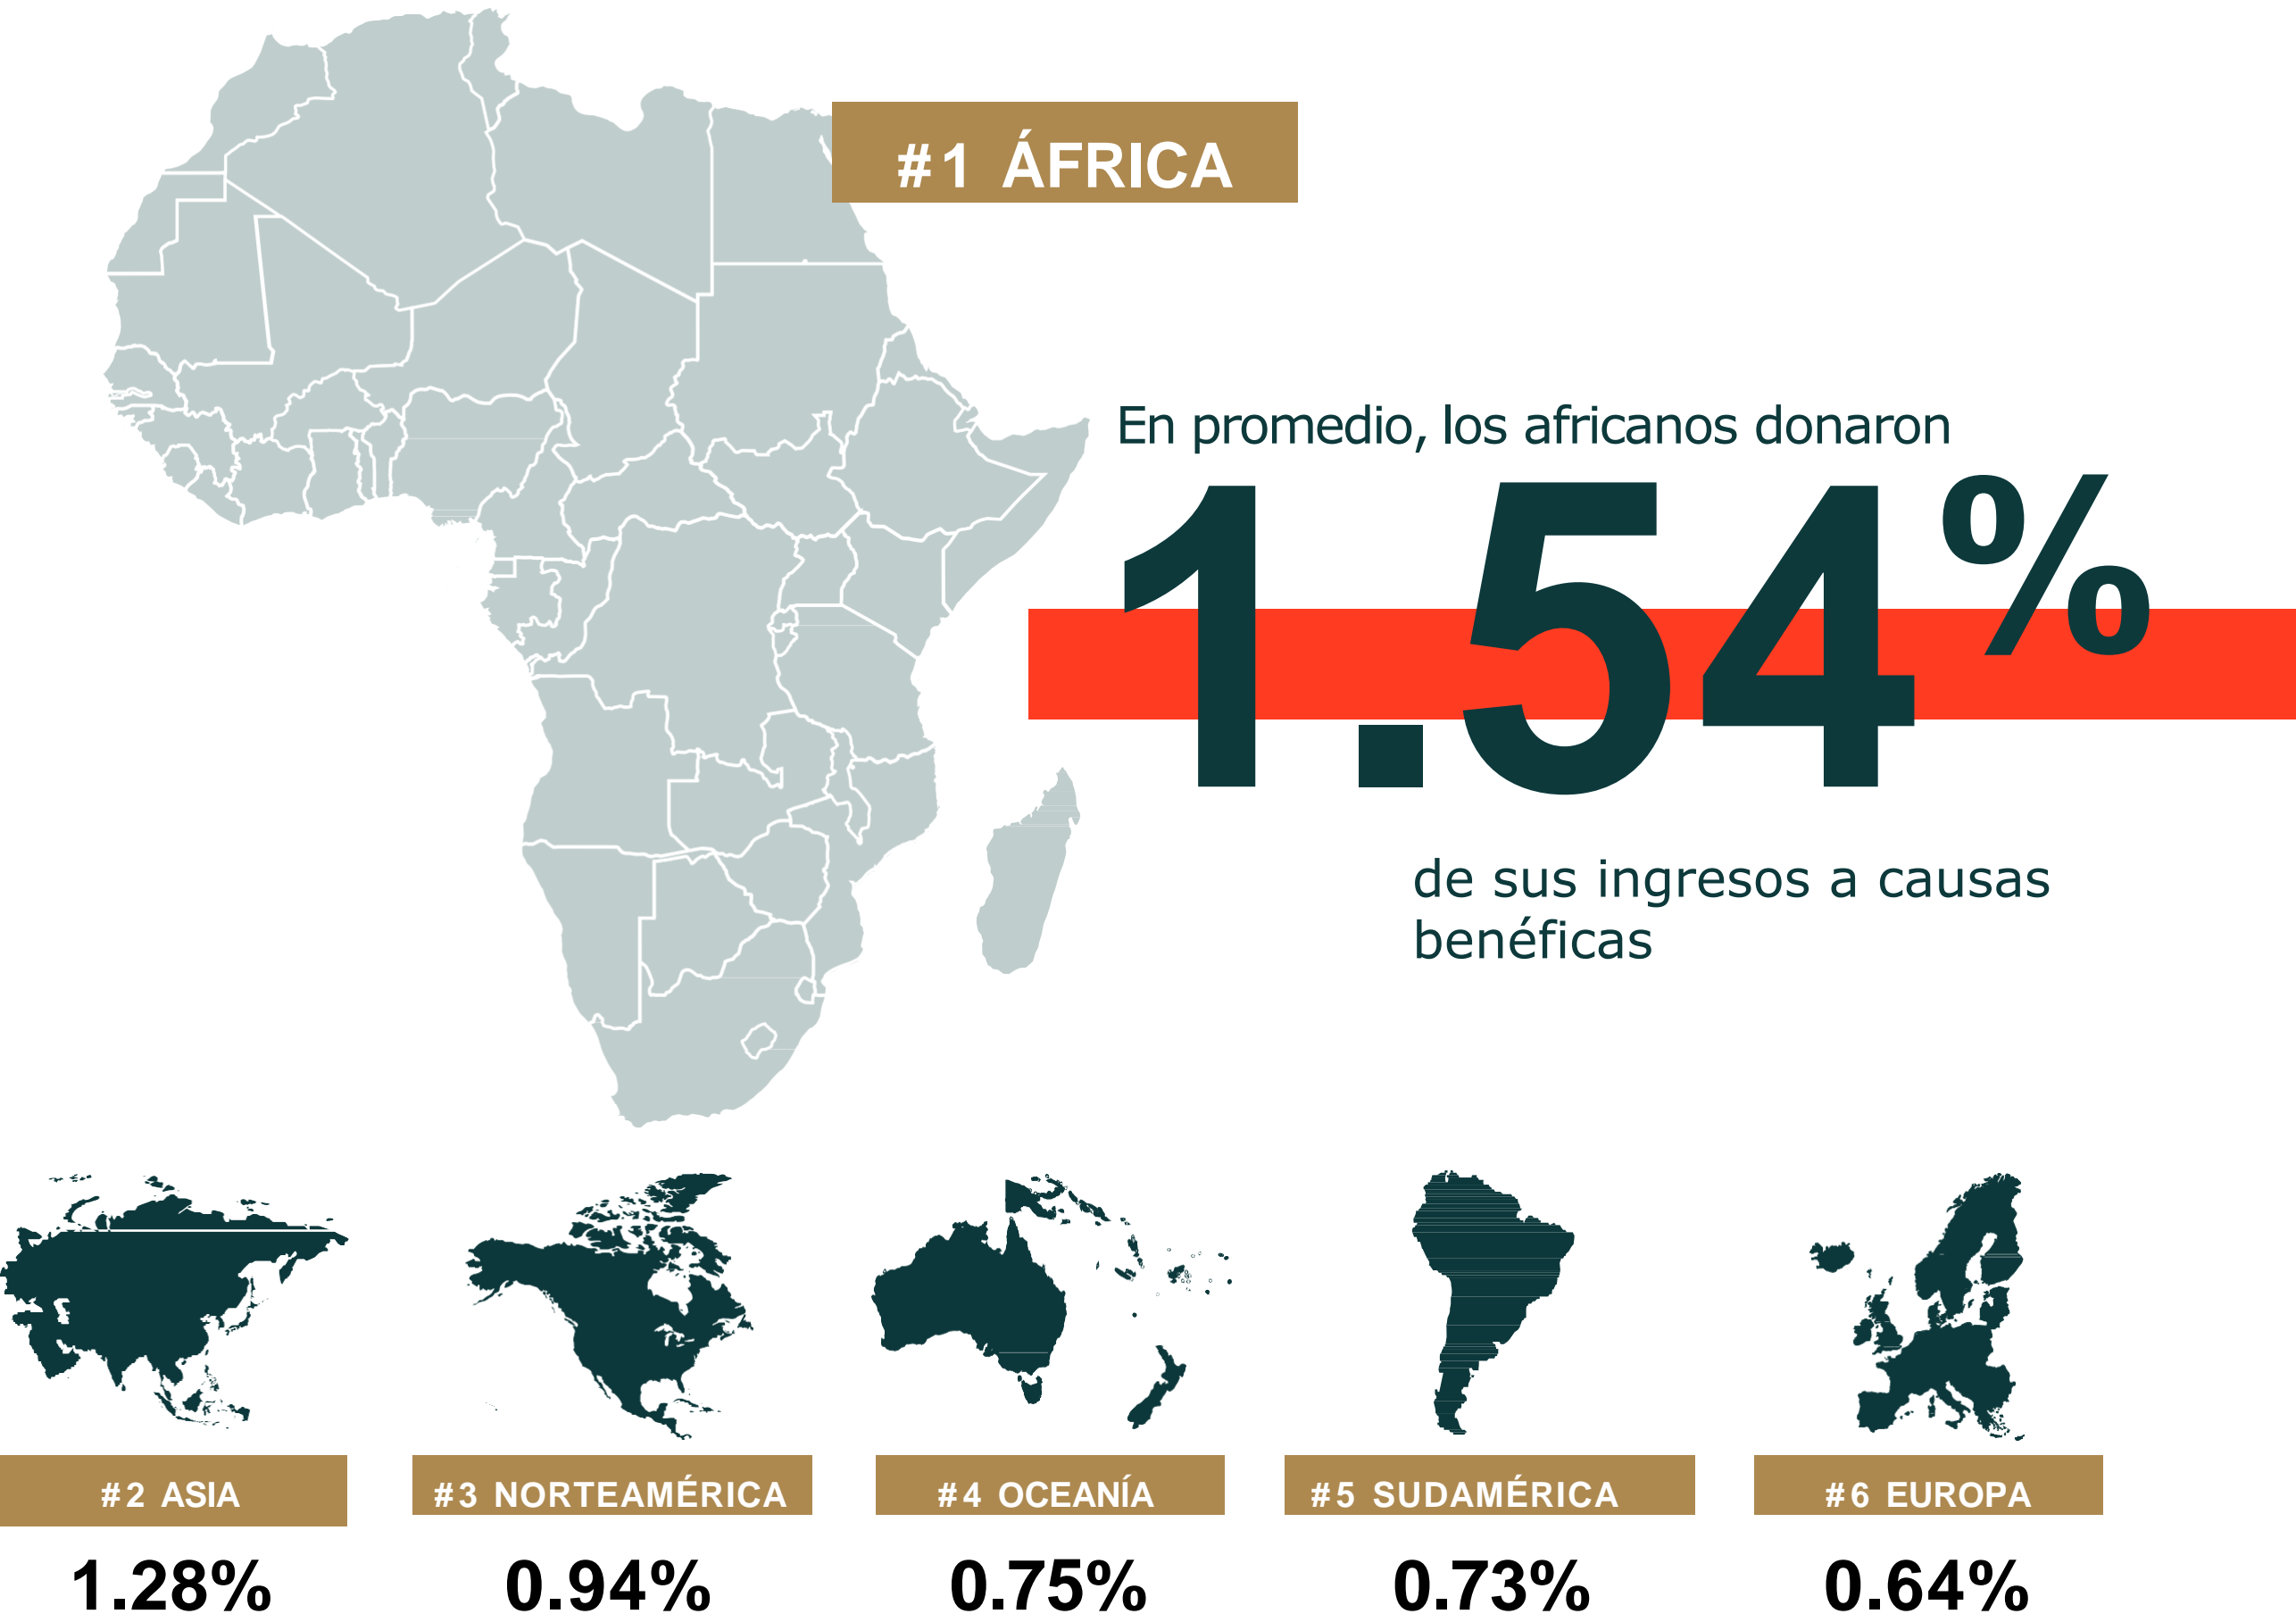 #1 ÁFRICA
En promedio, los africanos donaron
1.54%
de sus ingresos a causas
benéficas
#2 ASIA
#3 NORTEAMÉRICA
#4 OCEANÍA
#5 SUDAMÉRICA
#6 EUROPA
1.28%
0.94%
0.75%
0.73%
0.64%